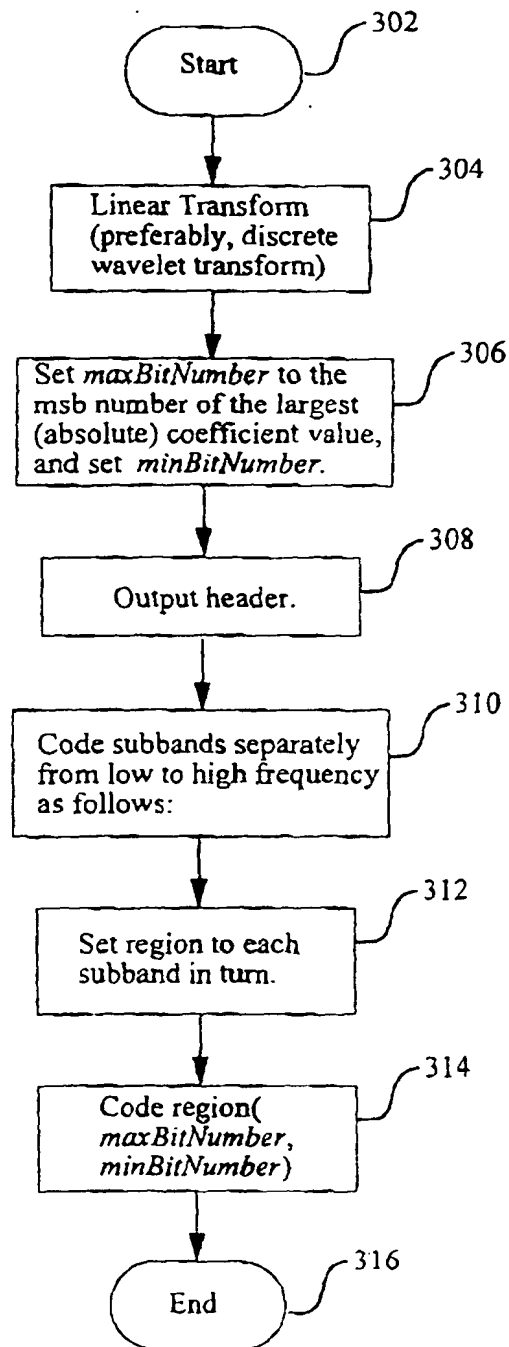 302
Start
304
Linear Transform
(preferably, discrete
wavelet transform)
306
Set maxBitNumber to the
msb number of the largest
(absolute) coefficient value,
and set minBitNumber.
308
Output header.
310
Code subbands separately
from low to high frequency
as follows:
312
Set region to each
subband in turn.
314
Code region(
maxBitNumber,
minBitNumber)
316
End